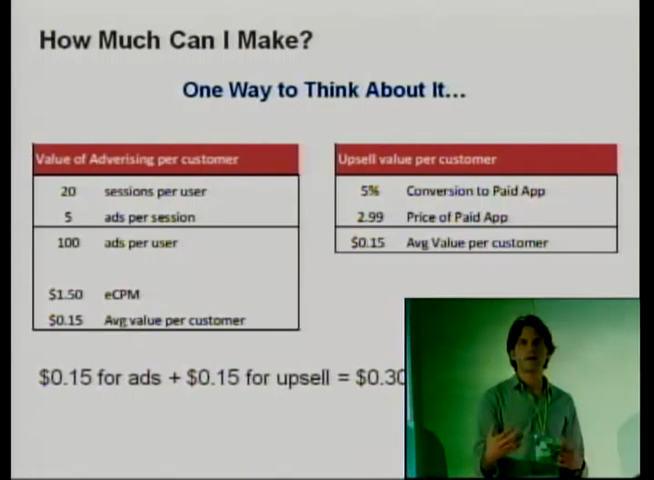 How Much Can I Make?
One Way to Think About It...
Value of Adverising per customer
20 sessions per user
5 ads per session
100 ads per user
$1.50 eCPM
$0.15 Avg value per customer
Upsell value per customer
5% Conversion to Paid App
2.99 Price of Paid App
$0.15 Avg Value per customer
$0.15 for ads + $0.15 for upsell = $0.30